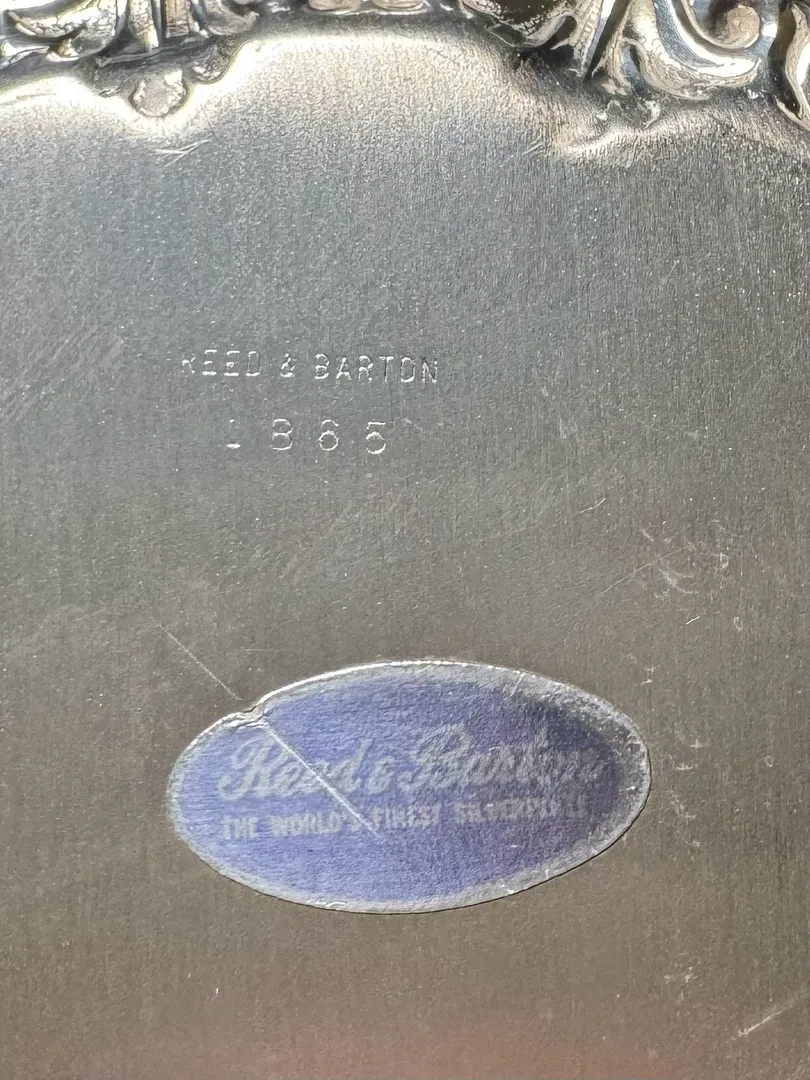 REED & BARTON
1865
Reed & Barton
THE WORLD'S FINEST SILVERPLATE